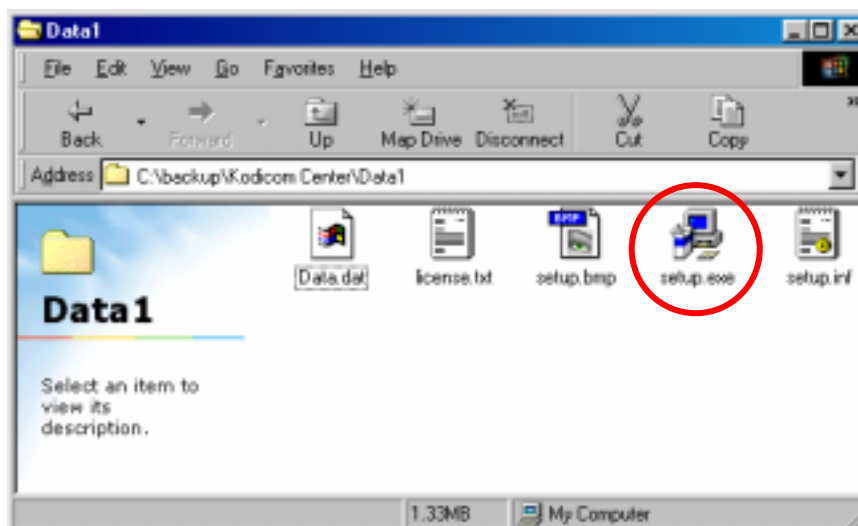 Data1
File Edit View Go Favorites Help
Back Forward Up Map Drive Disconnect Cut Copy »
Address C:\backup\Kodicom Center\Data1
BMP
Data.dat license.txt setup.bmp setup.exe setup.inf
Data1
Select an item to
view its
description.
1.33MB My Computer